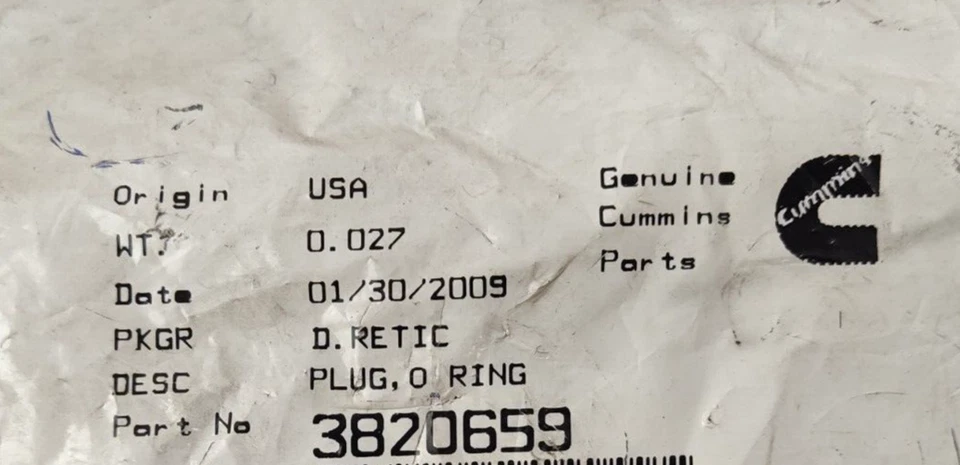 Origin USA
WT. 0.027
Date 01/30/2009
PKGR D.RETIC
DESC PLUG,O RING
Part No 3820659
Genuine
Cummins
Parts
Cummins